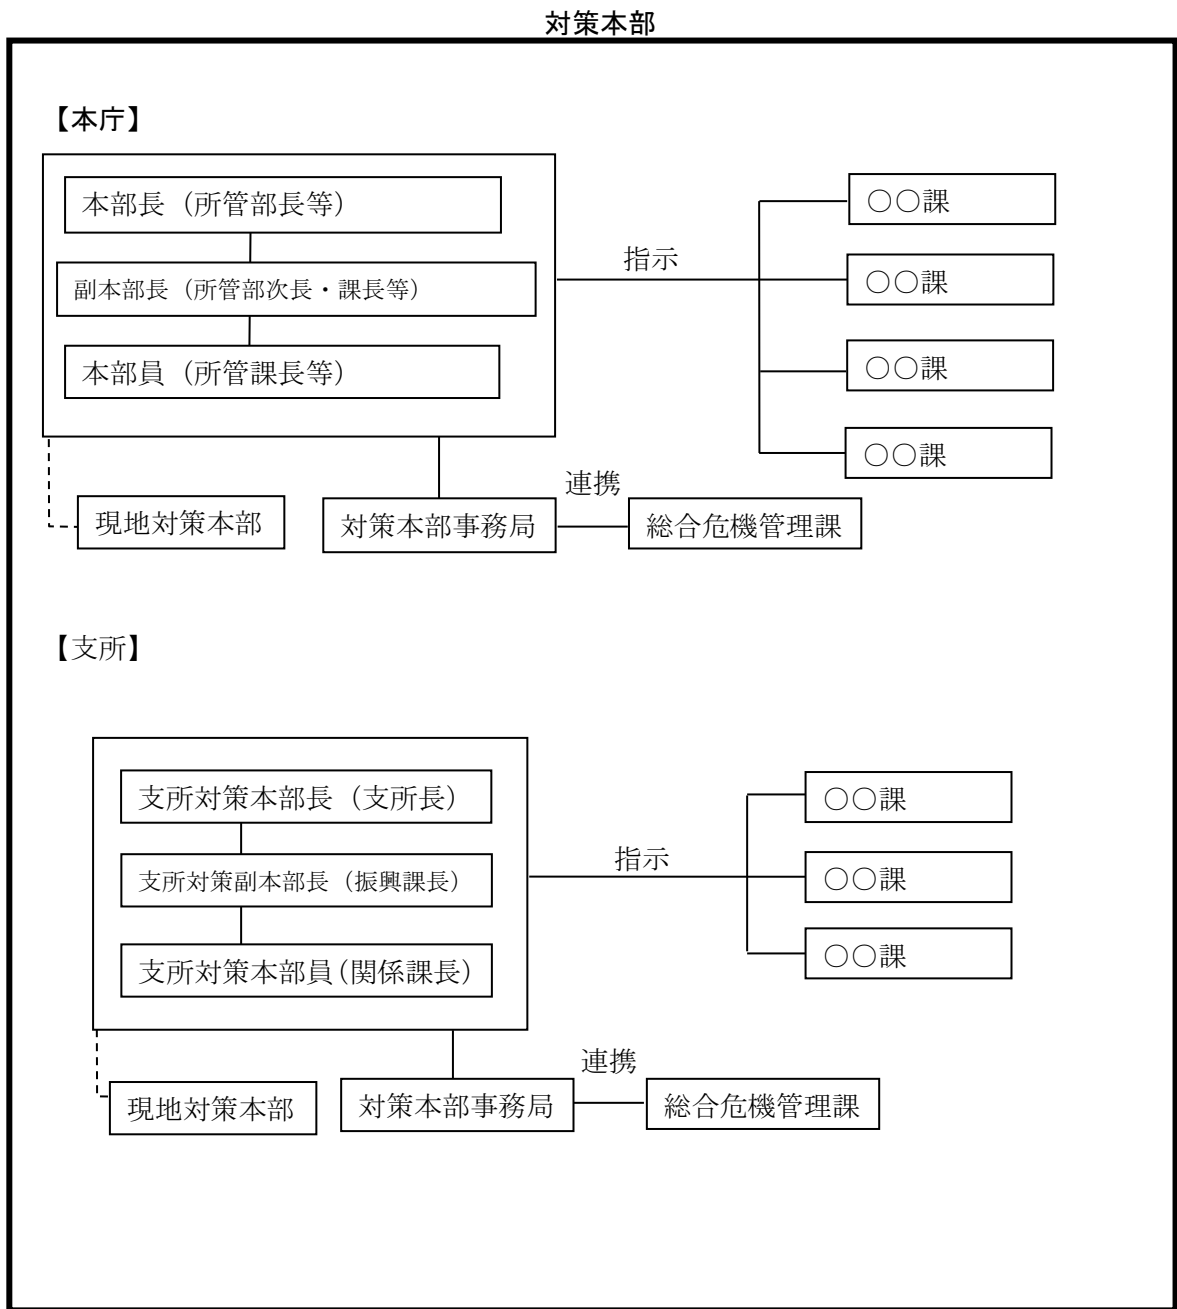 対策本部
【本庁】
本部長（所管部長等）
副本部長（所管部次長・課長等）
本部員（所管課長等）
指示
○○課
○○課
○○課
○○課
連携
現地対策本部
対策本部事務局
総合危機管理課
【支所】
支所対策本部長（支所長）
支所対策副本部長（振興課長）
支所対策本部員（関係課長）
指示
○○課
○○課
○○課
連携
現地対策本部
対策本部事務局
総合危機管理課